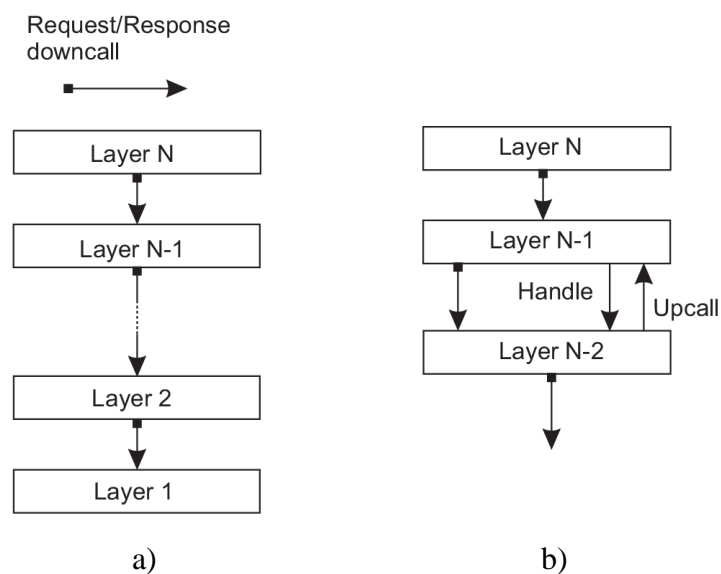 Request/Response
downcall
Layer N
Layer N-1
Layer 2
Layer 1
a)
Layer N
Layer N-1
Handle
Upcall
Layer N-2
b)